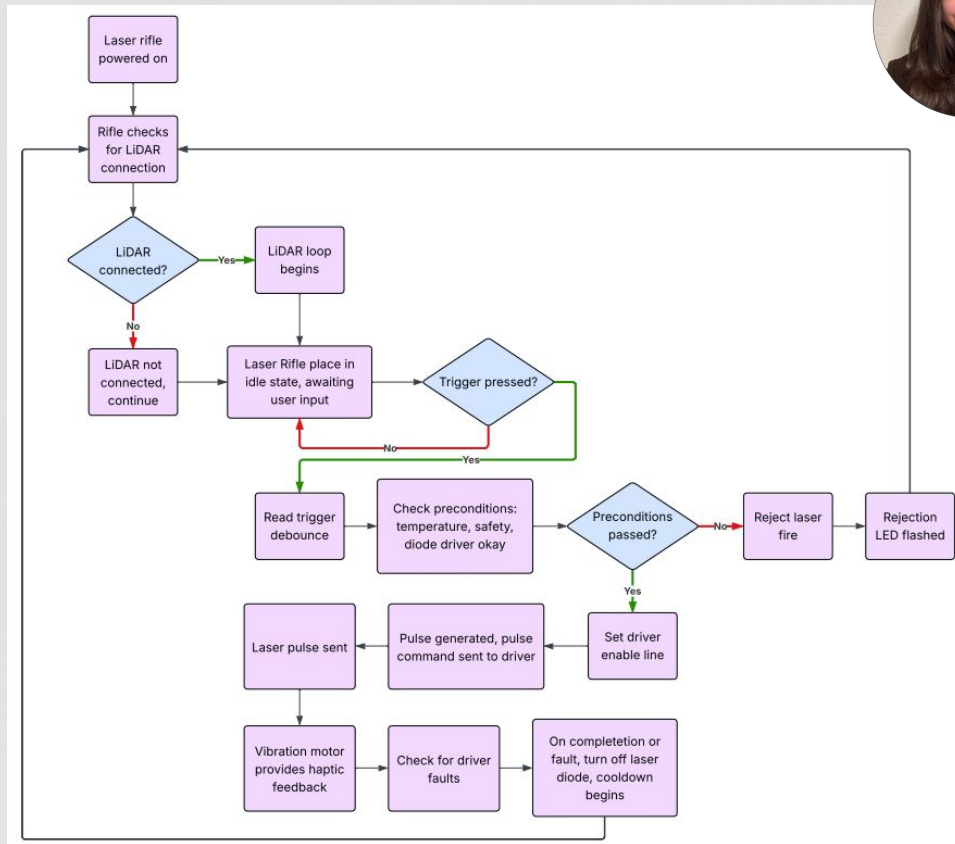 Laser rifle
powered on
Rifle checks
for LiDAR
connection
LiDAR
connected?
Yes
LiDAR loop
begins
No
LiDAR not
connected,
continue
Laser Rifle place in
idle state, awaiting
user input
Trigger pressed?
No
Yes
Read trigger
debounce
Check preconditions:
temperature, safety,
diode driver okay
Preconditions
passed?
No
Reject laser
fire
Rejection
LED flashed
Yes
Set driver
enable line
Pulse generated, pulse
command sent to driver
Laser pulse sent
Vibration motor
provides haptic
feedback
Check for driver
faults
On completetion or
fault, turn off laser
diode, cooldown
begins